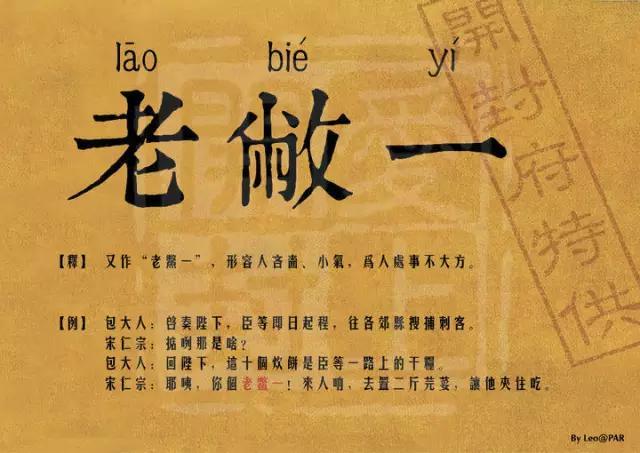 lāo bié yí
老㡀一
開封府特供
【釋】 又作“老鱉一”，形容人吝嗇、小氣，爲人處事不大方。
【例】 包大人：啓奏陛下，臣等即日起程，往各郊縣搜捕刺客。
宋仁宗：掂咧那是啥？
包大人：回陛下，這十個炊餅是臣等一路上的干糧。
宋仁宗：耶咦，你個老鱉一！來人吶，去置二斤芫荽，讓他夾住吃。
By Leo@PAR